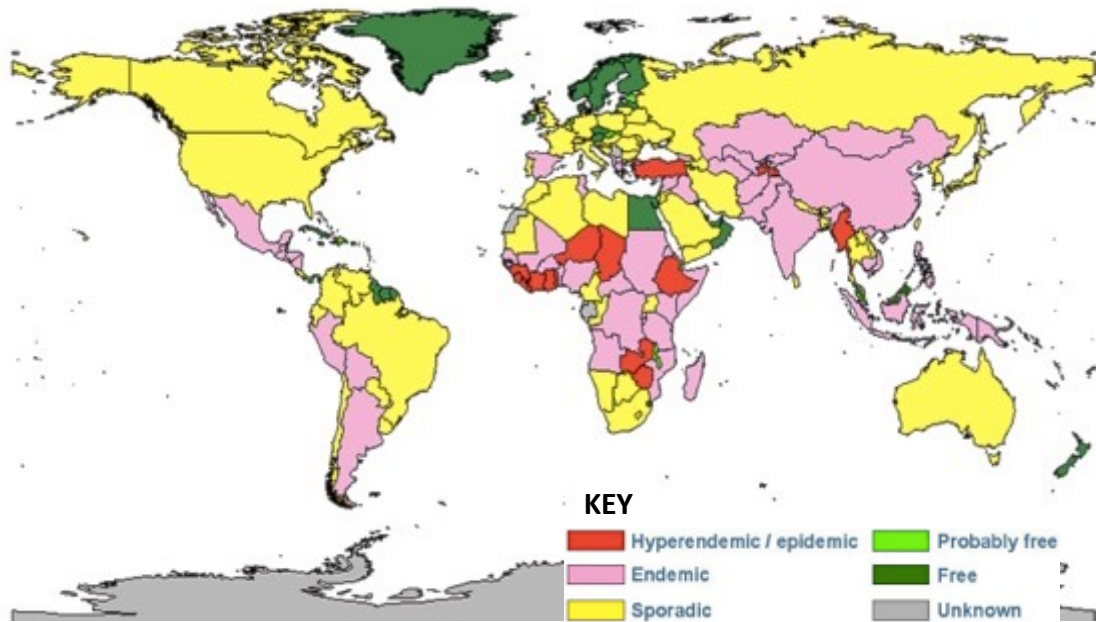 KEY
Hyperendemic / epidemic
Probably free
Endemic
Free
Sporadic
Unknown